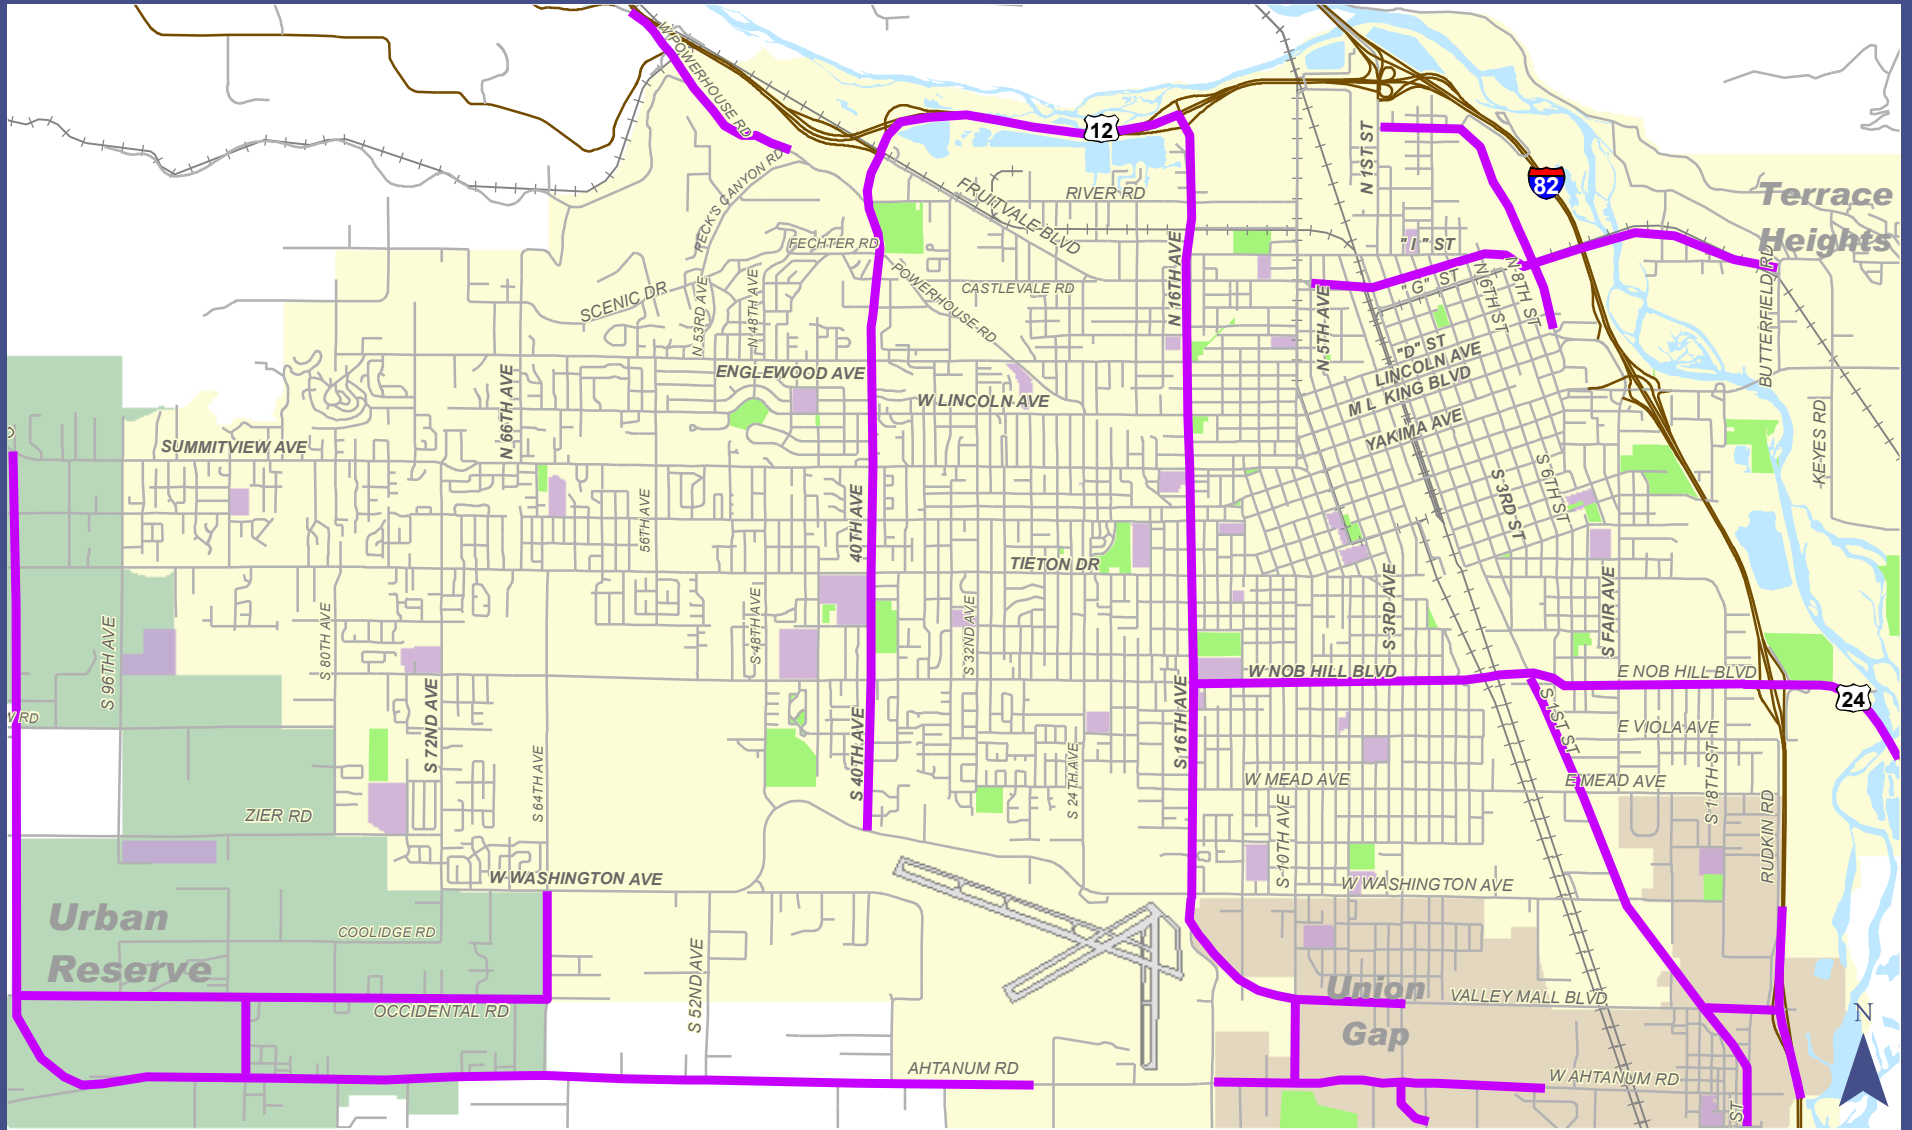 W POWERHOUSE RD
12
N 1ST ST
82
PECK'S CANYON RD
FRUITVALE BLVD
RIVER RD
Terrace
Heights
FECHTER RD
N 16TH AVE
" I " ST
SCENIC DR
N 53RD AVE
N 48TH AVE
POWERHOUSE RD
CASTLEVALE RD
N 5TH AVE
" G" ST
N 6TH ST
N 8TH ST
BUTTERFIELD RD
"D" ST
LINCOLN AVE
M L KING BLVD
YAKIMA AVE
ENGLEWOOD AVE
W LINCOLN AVE
N 66TH AVE
SUMMITVIEW AVE
KEYES RD
56TH AVE
40TH AVE
S 3RD ST
S 6TH ST
TIETON DR
S 96TH AVE
S 80TH AVE
S 48TH AVE
S 32ND AVE
S 3RD AVE
S FAIR AVE
W NOB HILL BLVD
E NOB HILL BLVD
24
W RD
S 72ND AVE
S 64TH AVE
S 40TH AVE
S 24TH AVE
S 16TH AVE
S 1ST ST
E VIOLA AVE
W MEAD AVE
E MEAD AVE
S 18TH ST
ZIER RD
S 10TH AVE
RUDKIN RD
W WASHINGTON AVE
W WASHINGTON AVE
Urban
Reserve
COOLIDGE RD
S 52ND AVE
OCCIDENTAL RD
Union
Gap
VALLEY MALL BLVD
N
AHTANUM RD
W AHTANUM RD
ST